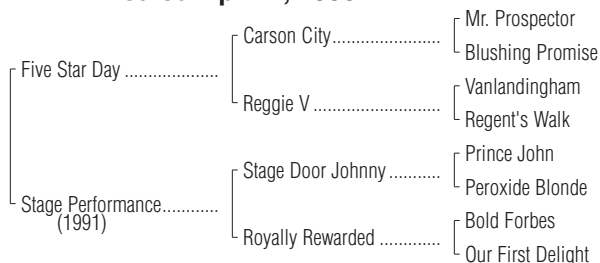 Mr. Prospector
Carson City
Blushing Promise
Five Star Day
Vanlandingham
Reggie V
Regent's Walk
Prince John
Stage Door Johnny
Peroxide Blonde
Stage Performance
(1991)
Bold Forbes
Royally Rewarded
Our First Delight